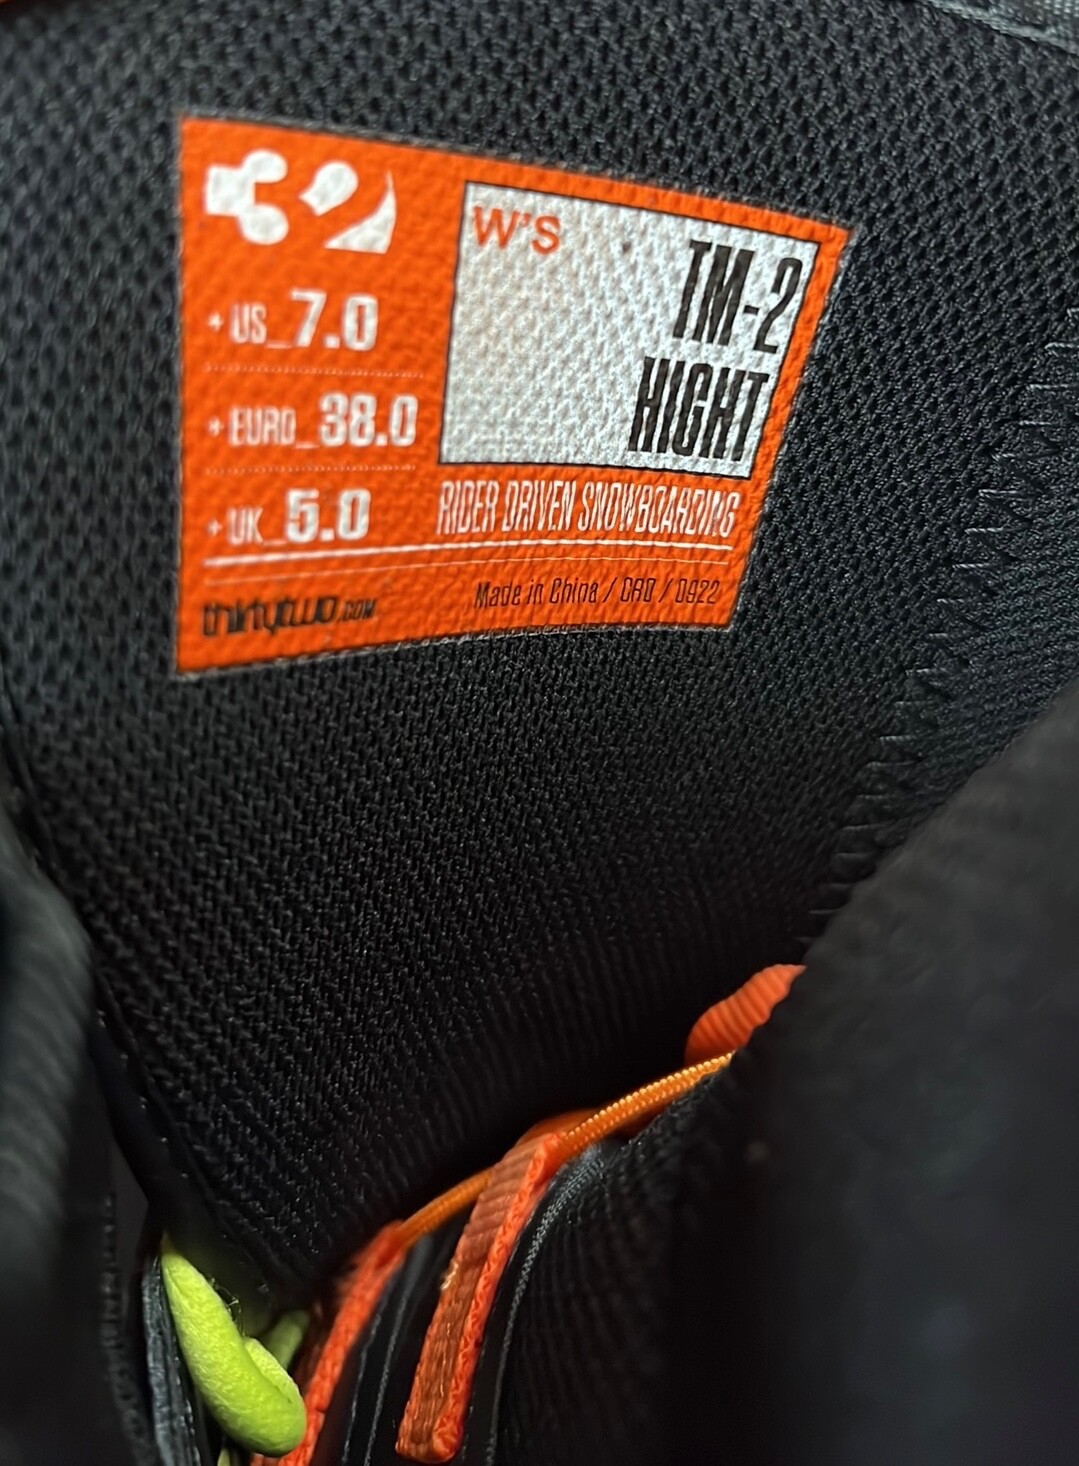 32
+ US_7.0
+ EURO_38.0
+ UK_5.0
W'S
TM-2
HIGHT
RIDER DRIVEN SNOWBOARDING
thirtytwo.COM
Made in China / CRD / 0922